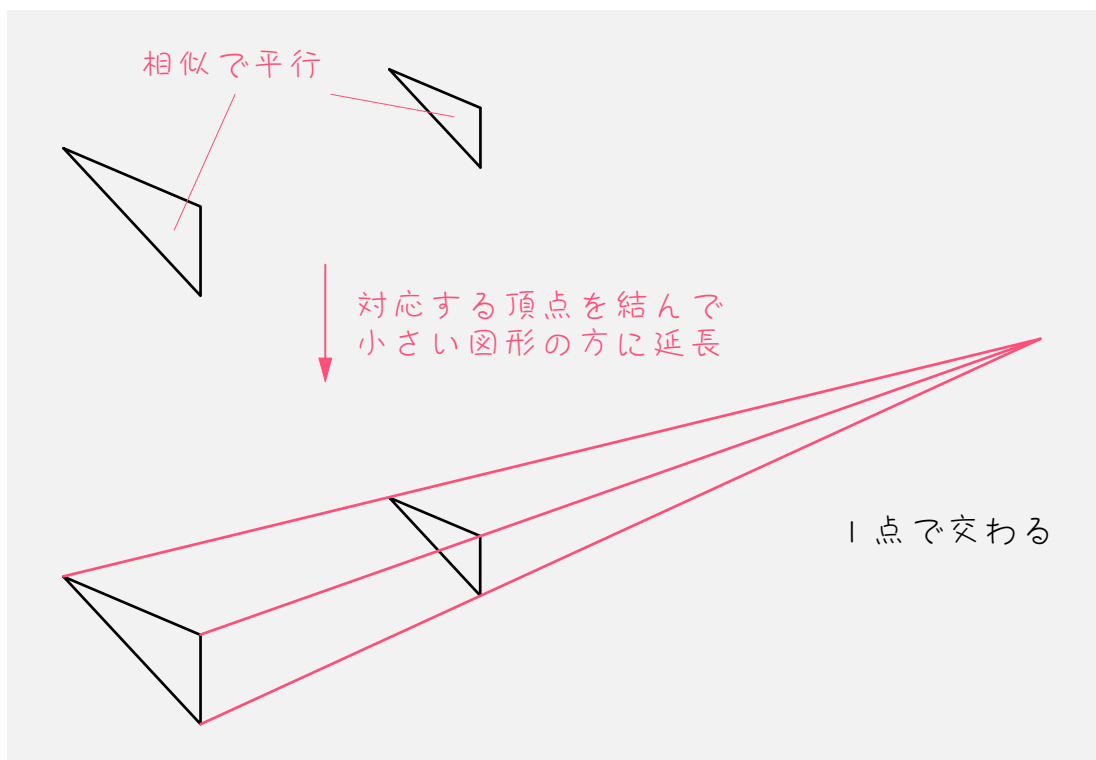 相似で平行
対応する頂点を結んで
小さい図形の方に延長
1点で交わる